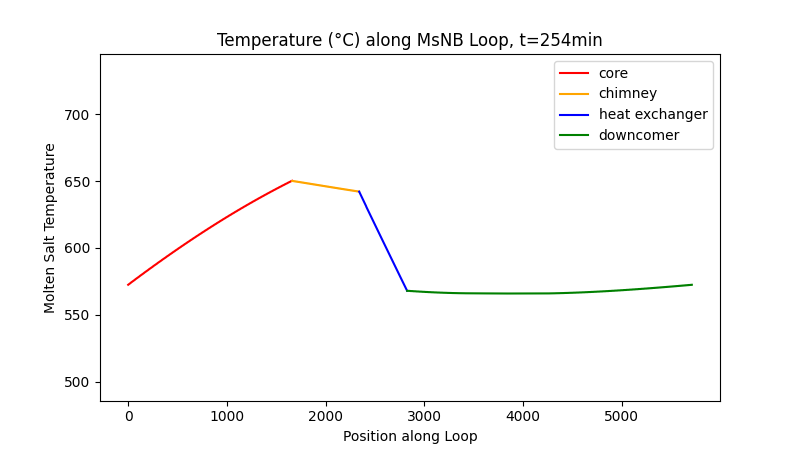 Temperature (°C) along MsNB Loop, t=254min
core
chimney
heat exchanger
downcomer
Molten Salt Temperature
700
650
600
550
500
0 1000 2000 3000 4000 5000
Position along Loop